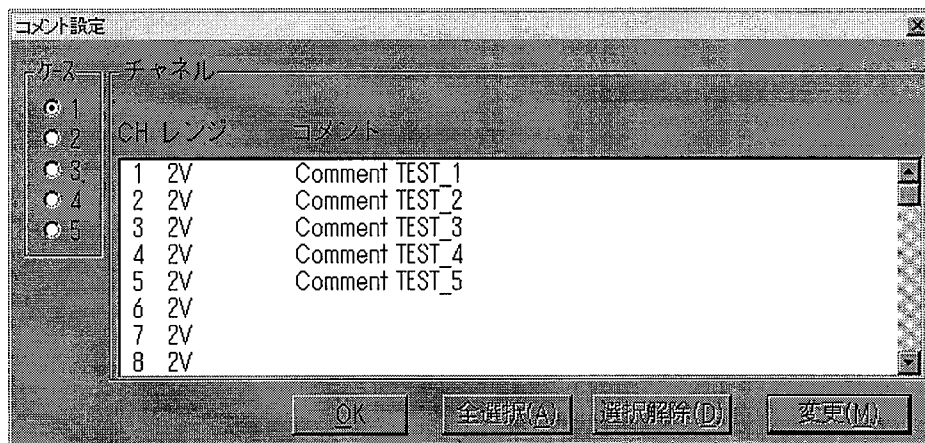 コメント設定
ケース
1
2
3
4
5
チャネル
CH レンジ コメント
1 2V Comment TEST_1
2 2V Comment TEST_2
3 2V Comment TEST_3
4 2V Comment TEST_4
5 2V Comment TEST_5
6 2V
7 2V
8 2V
OK 全選択(A) 選択解除(D) 変更(M)